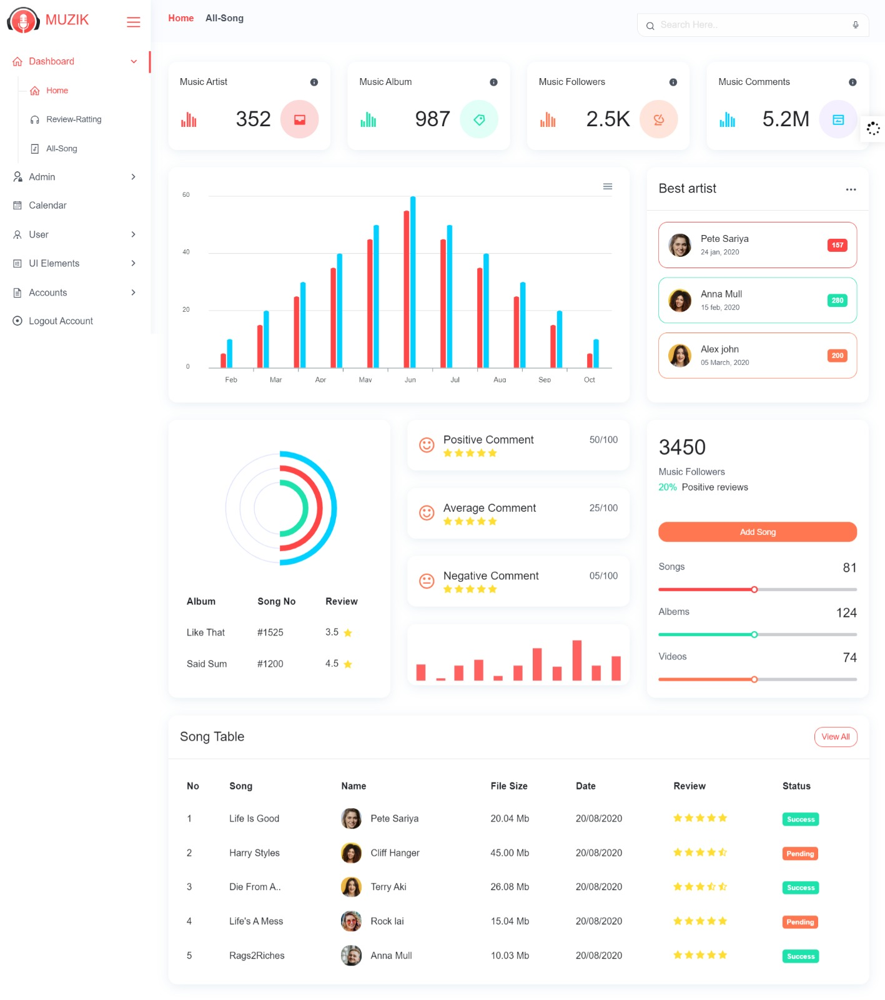 MUZIK
Home All-Song
Search Here..
Dashboard
Home
Review-Ratting
All-Song
Admin
Calendar
User
UI Elements
Accounts
Logout Account
Music Artist
352
Music Album
987
Music Followers
2.5K
Music Comments
5.2M
60
40
20
0
Feb Mar Apr May Jun Jul Aug Sep Oct
Best artist
Pete Sariya
24 jan, 2020
157
Anna Mull
15 feb, 2020
280
Alex john
05 March, 2020
200
Album Song No Review
Like That #1525 3.5
Said Sum #1200 4.5
Positive Comment 50/100
Average Comment 25/100
Negative Comment 05/100
3450
Music Followers
20% Positive reviews
Add Song
Songs 81
Albems 124
Videos 74
Song Table View All
No Song Name File Size Date Review Status
1 Life Is Good Pete Sariya 20.04 Mb 20/08/2020 Success
2 Harry Styles Cliff Hanger 45.00 Mb 20/08/2020 Pending
3 Die From A.. Terry Aki 26.08 Mb 20/08/2020 Success
4 Life's A Mess Rock lai 15.04 Mb 20/08/2020 Pending
5 Rags2Riches Anna Mull 10.03 Mb 20/08/2020 Success